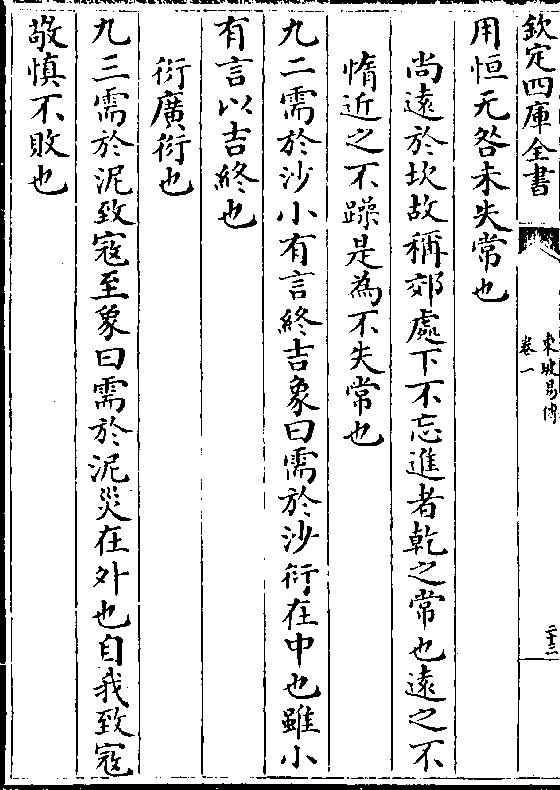 欽定四庫全書
東坡易傳
卷一
二十三
用恒无咎未失常也
尚遠於坎故稱郊處下不忘進者乾之常也遠之不
惰近之不躁是為不失常也
九二需於沙小有言終吉象曰需於沙衍在中也雖小
有言以吉終也
衍廣衍也
九三需於泥致寇至象曰需於泥災在外也自我致寇
敬慎不敗也